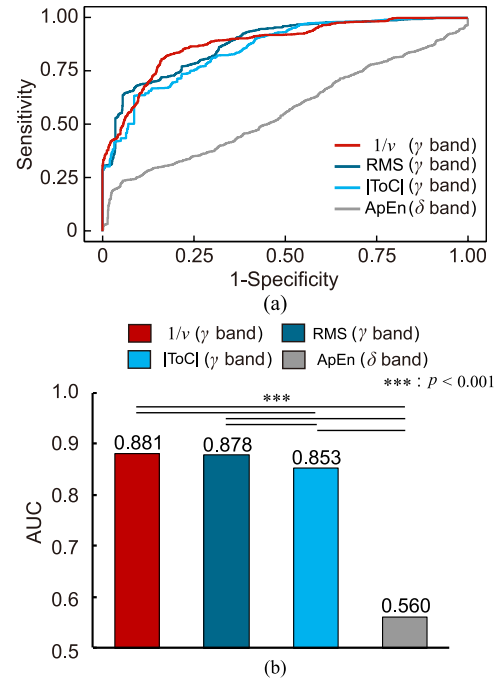 1.00
0.75
0.50
0.25
0
Sensitivity
1/ν (γ band)
RMS (γ band)
|ToC| (γ band)
ApEn (δ band)
0 0.25 0.50 0.75 1.00
1-Specificity
(a)
1/ν (γ band) RMS (γ band)
|ToC| (γ band) ApEn (δ band)
*** : p < 0.001
***
1.0
0.9
0.8
0.7
0.6
0.5
AUC
0.881 0.878 0.853 0.560
(b)